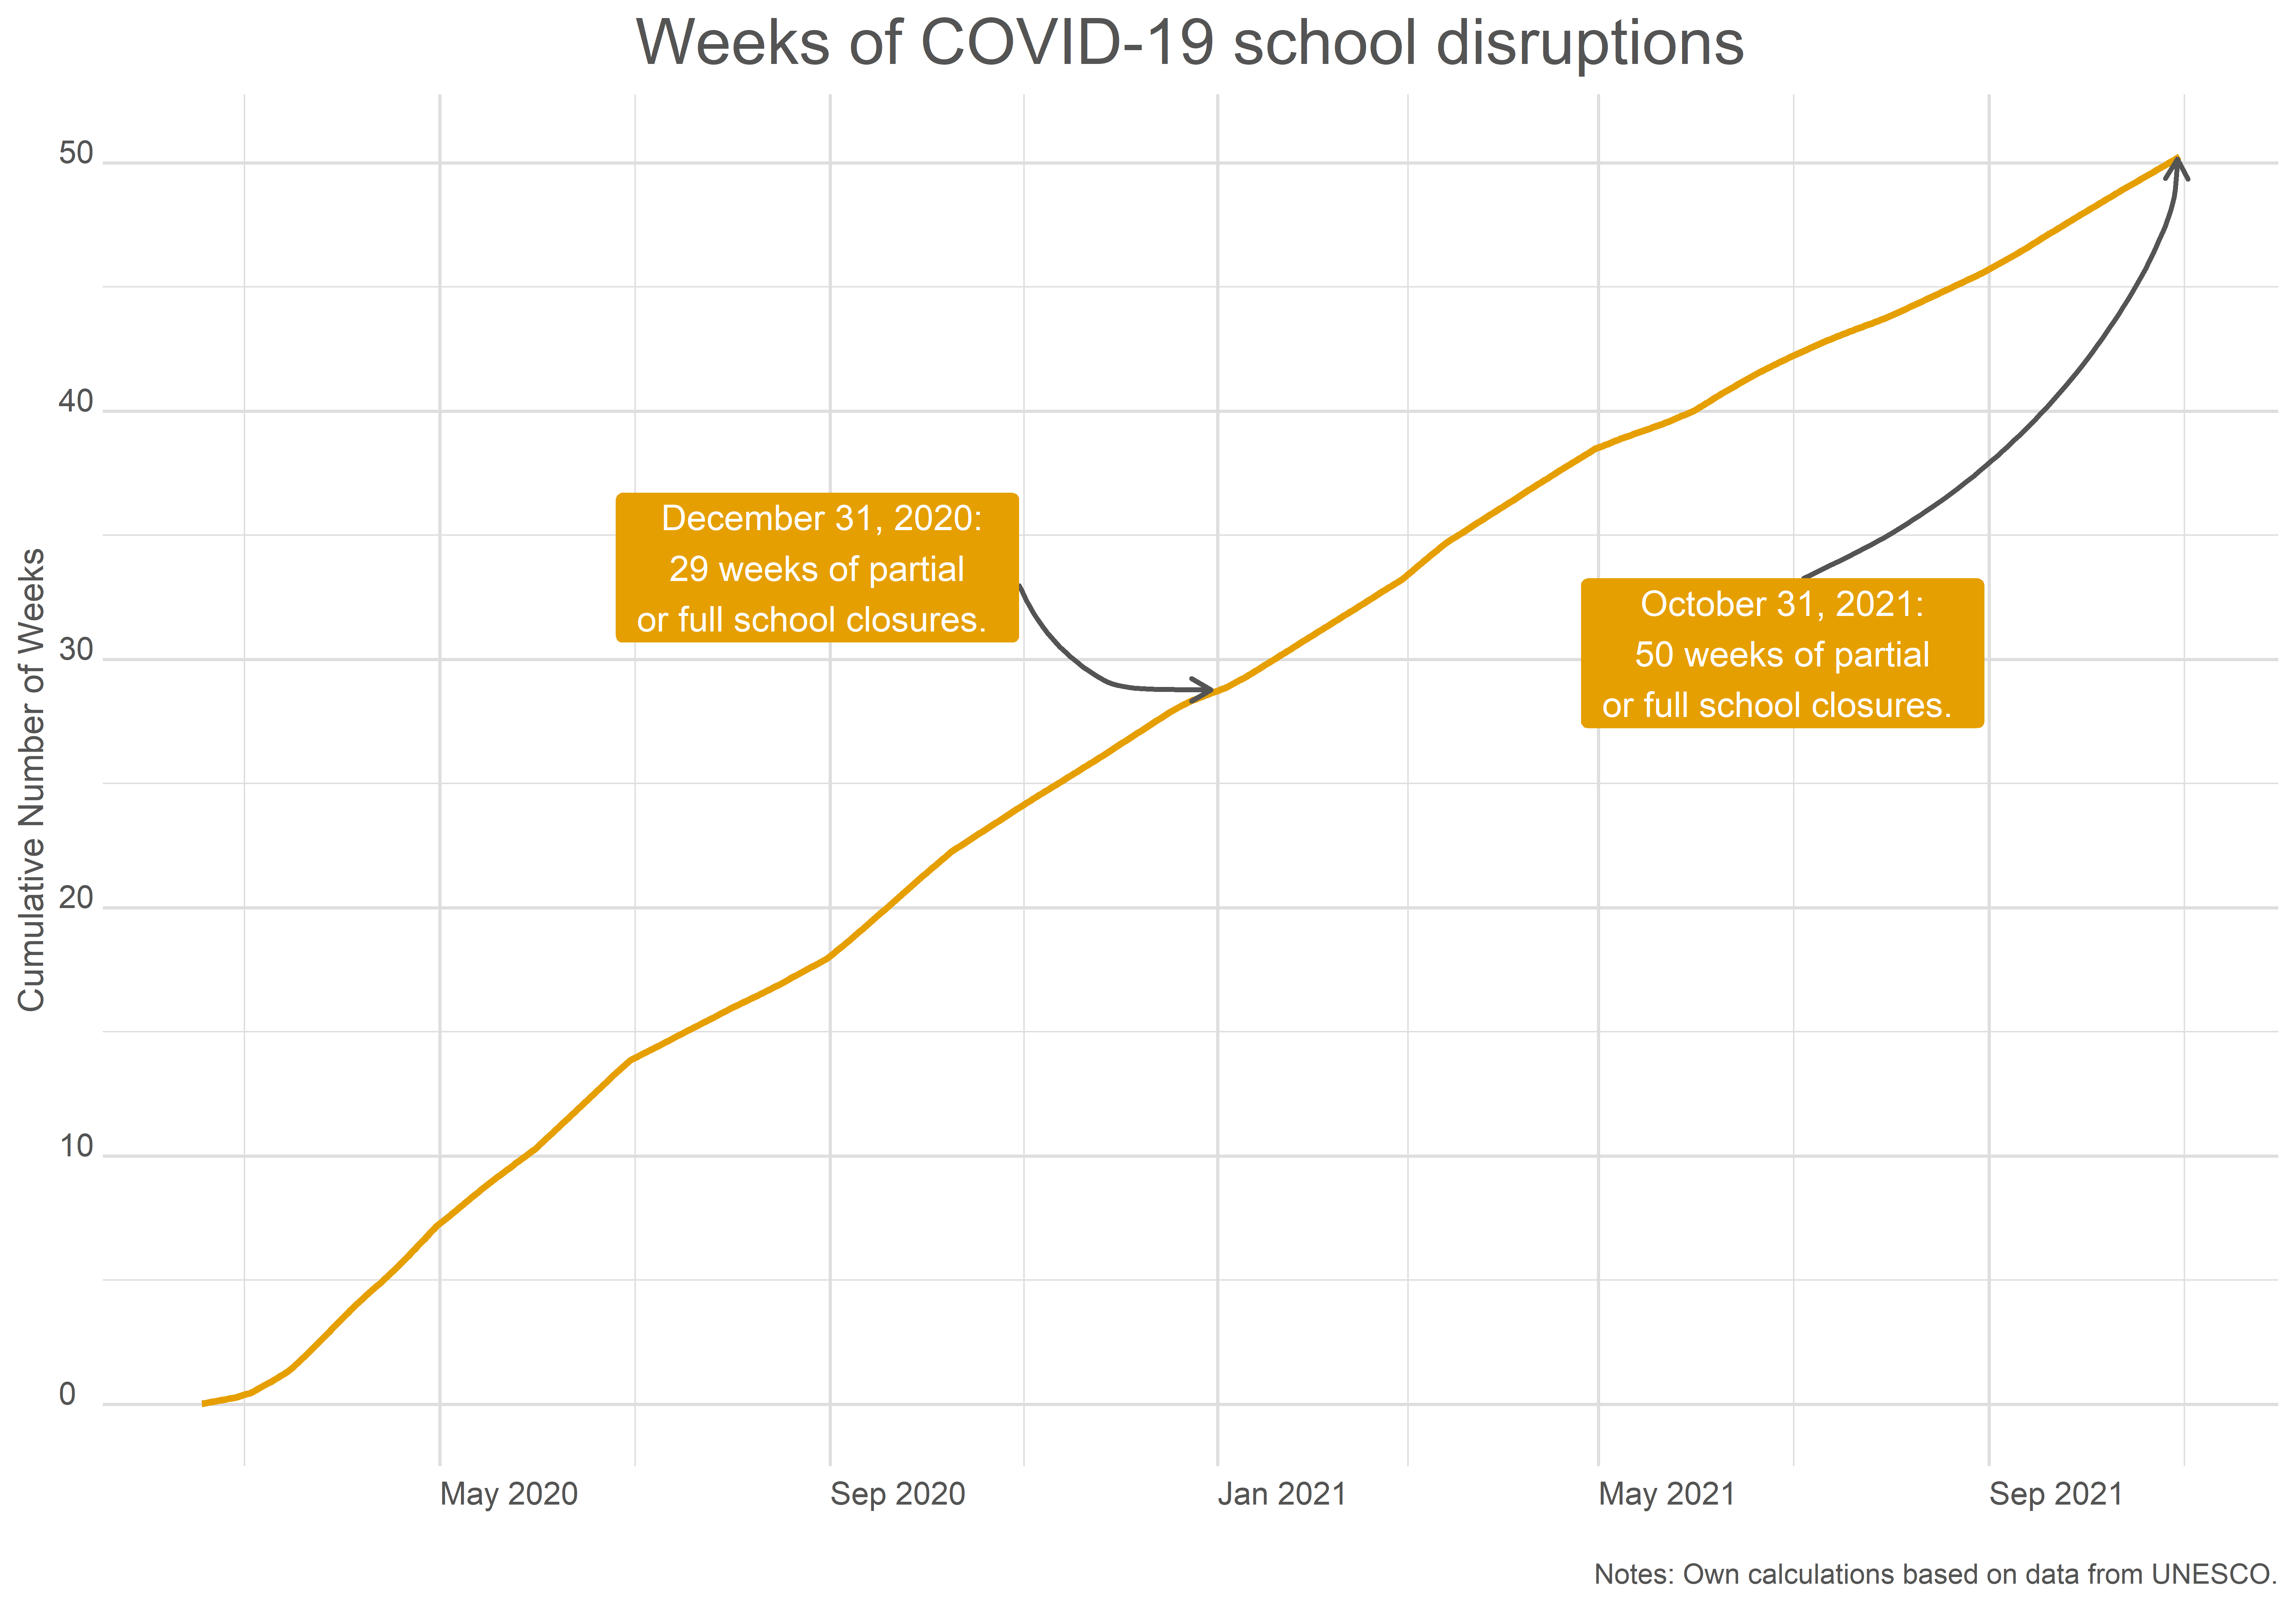 Weeks of COVID-19 school disruptions
Cumulative Number of Weeks
50
40
30
20
10
0
December 31, 2020:
29 weeks of partial
or full school closures.
October 31, 2021:
50 weeks of partial
or full school closures.
May 2020
Sep 2020
Jan 2021
May 2021
Sep 2021
Notes: Own calculations based on data from UNESCO.